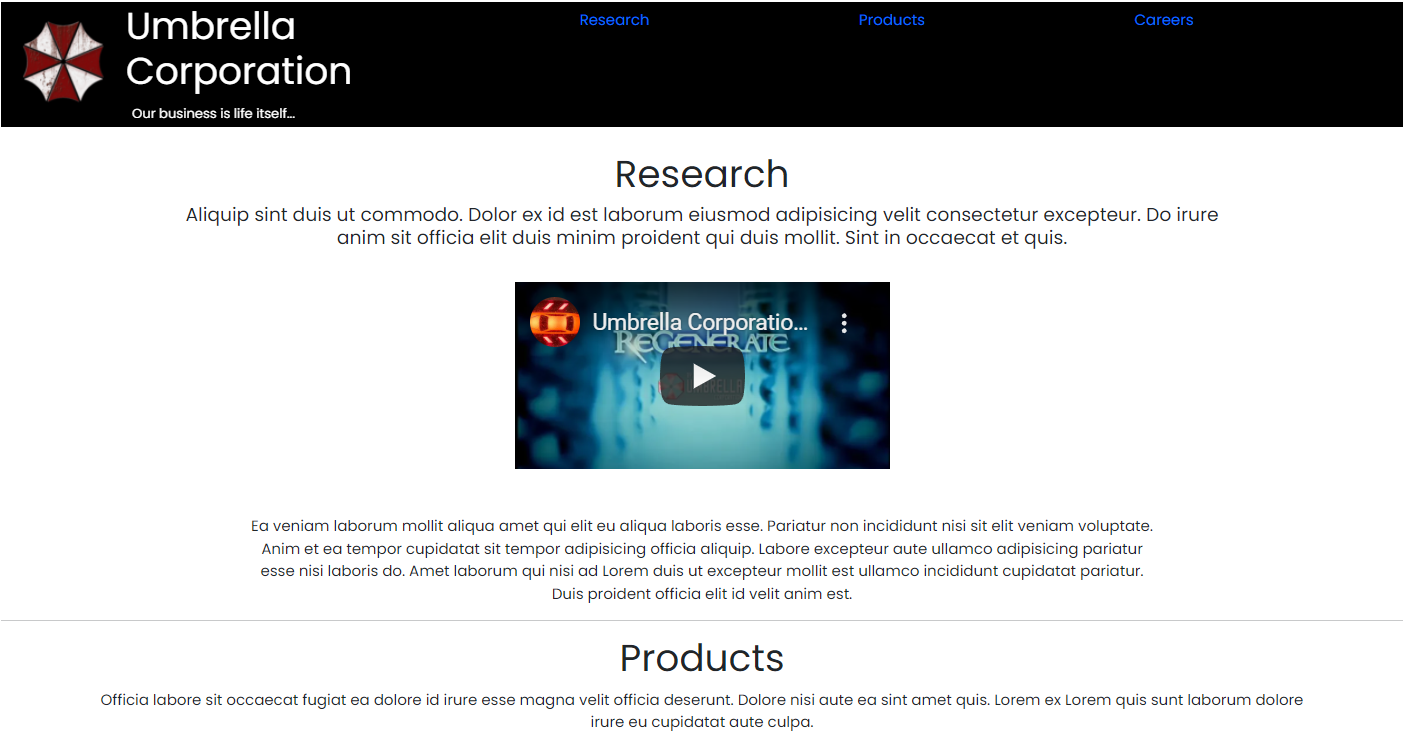 Umbrella
Corporation
Our business is life itself...
Research
Products
Careers
Research
Aliquip sint duis ut commodo. Dolor ex id est laborum eiusmod adipisicing velit consectetur excepteur. Do irure
anim sit officia elit duis minim proident qui duis mollit. Sint in occaecat et quis.
Umbrella Corporatio...
REGENERATE
Ea veniam laborum mollit aliqua amet qui elit eu aliqua laboris esse. Pariatur non incididunt nisi sit elit veniam voluptate.
Anim et ea tempor cupidatat sit tempor adipisicing officia aliquip. Labore excepteur aute ullamco adipisicing pariatur
esse nisi laboris do. Amet laborum qui nisi ad Lorem duis ut excepteur mollit est ullamco incididunt cupidatat pariatur.
Duis proident officia elit id velit anim est.
Products
Officia labore sit occaecat fugiat ea dolore id irure esse magna velit officia deserunt. Dolore nisi aute ea sint amet quis. Lorem ex Lorem quis sunt laborum dolore
irure eu cupidatat aute culpa.